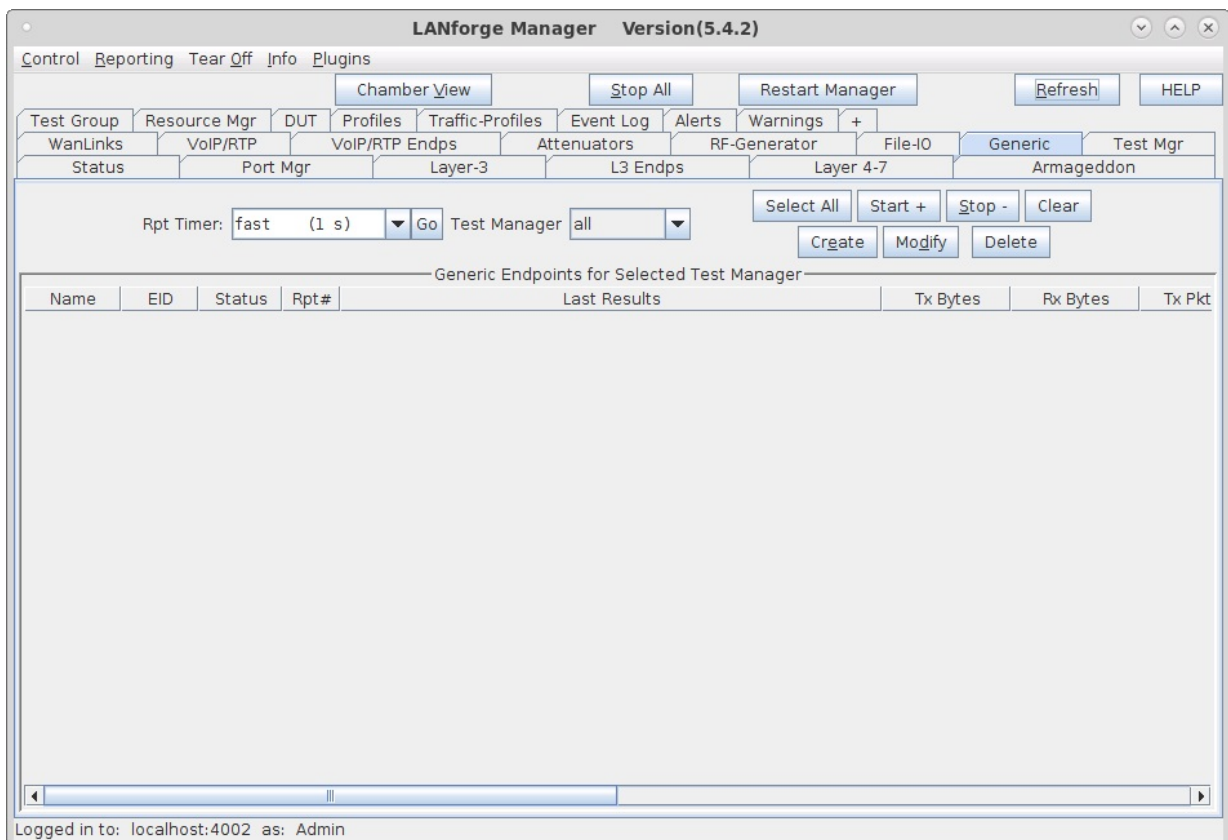 LANforge Manager Version(5.4.2)
Control Reporting Tear Off Info Plugins
Chamber View Stop All Restart Manager Refresh HELP
Test Group Resource Mgr DUT Profiles Traffic-Profiles Event Log Alerts Warnings +
WanLinks VoIP/RTP VoIP/RTP Endps Attenuators RF-Generator File-IO Generic Test Mgr
Status Port Mgr Layer-3 L3 Endps Layer 4-7 Armageddon
Select All Start + Stop - Clear
Rpt Timer: fast (1 s) Go Test Manager all
Create Modify Delete
Generic Endpoints for Selected Test Manager
Name EID Status Rpt# Last Results Tx Bytes Rx Bytes Tx Pkt
Logged in to: localhost:4002 as: Admin